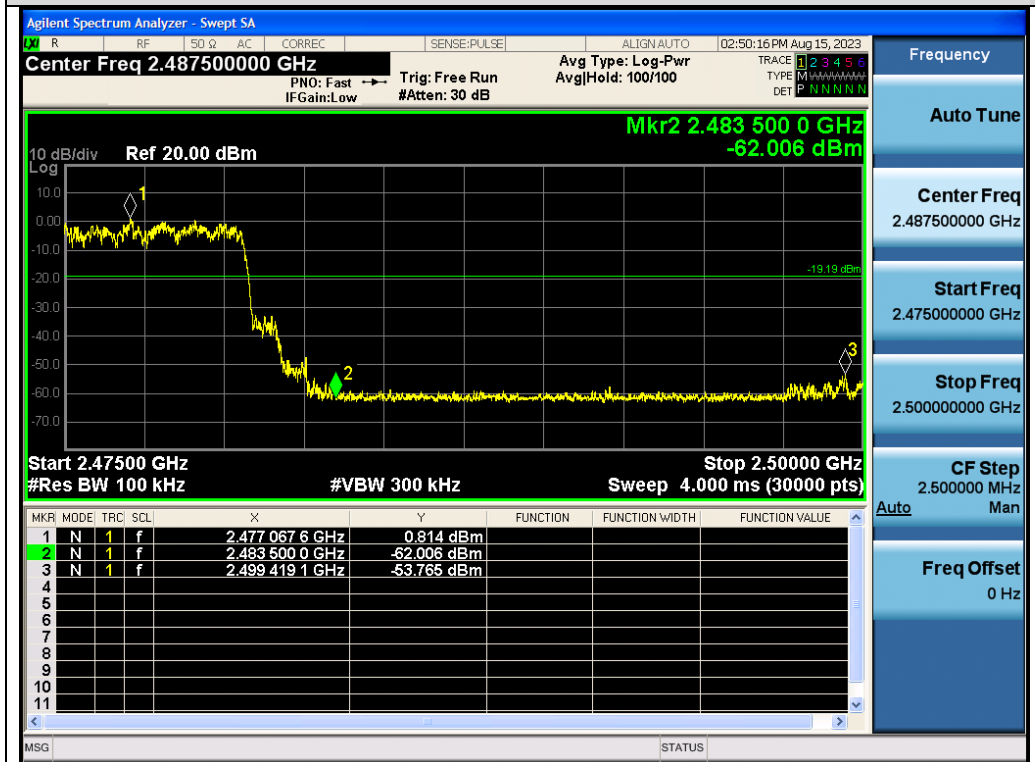 Agilent Spectrum Analyzer - Swept SA
LXI R RF 50 Ω AC CORREC SENSE:PULSE ALIGN AUTO 02:50:16 PM Aug 15, 2023
Center Freq 2.487500000 GHz
PNO: Fast
IFGain:Low
Trig: Free Run
#Atten: 30 dB
Avg Type: Log-Pwr
Avg|Hold: 100/100
TRACE 1 2 3 4 5 6
TYPE M
DET P N N N N N
Mkr2 2.483 500 0 GHz
-62.006 dBm
10 dB/div Ref 20.00 dBm
Log
10.0
0.00
-10.0
-20.0
-30.0
-40.0
-50.0
-60.0
-70.0
1
-19.19 dBm
2
3
Start 2.47500 GHz Stop 2.50000 GHz
#Res BW 100 kHz #VBW 300 kHz Sweep 4.000 ms (30000 pts)
MKR MODE TRC SCL X Y FUNCTION FUNCTION WIDTH FUNCTION VALUE
1 N 1 f 2.477 067 6 GHz 0.814 dBm
2 N 1 f 2.483 500 0 GHz -62.006 dBm
3 N 1 f 2.499 419 1 GHz -53.765 dBm
4
5
6
7
8
9
10
11
MSG STATUS
Frequency
Auto Tune
Center Freq
2.487500000 GHz
Start Freq
2.475000000 GHz
Stop Freq
2.500000000 GHz
CF Step
2.500000 MHz
Auto Man
Freq Offset
0 Hz